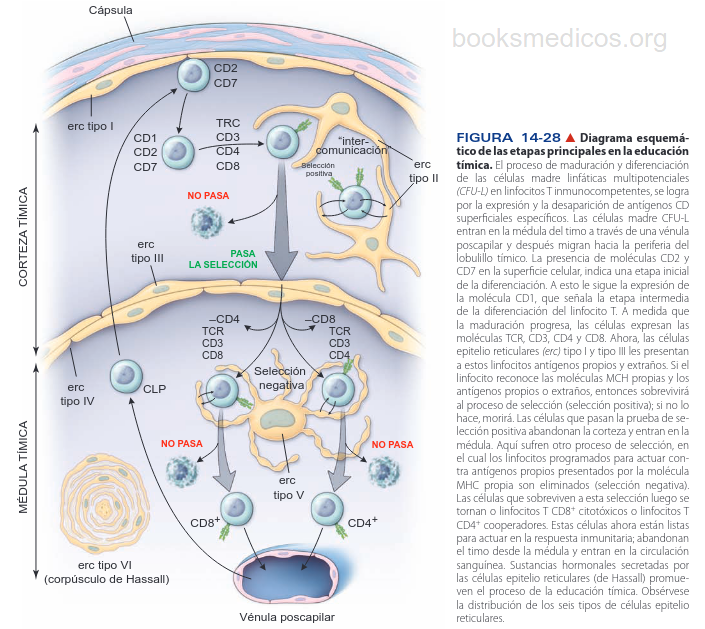 Cápsula
booksmedicos.org
CD2
CD7
erc tipo I
CD1
CD2
CD7
TRC
CD3
CD4
CD8
"inter-
comunicación"
Selección
positiva
erc
tipo II
NO PASA
PASA
LA SELECCIÓN
erc
tipo III
CORTEZA TÍMICA
–CD4
TCR
CD3
CD8
–CD8
TCR
CD3
CD4
Selección
negativa
erc
tipo IV
CLP
NO PASA
NO PASA
erc
tipo V
MÉDULA TÍMICA
CD8+
CD4+
erc tipo VI
(corpúsculo de Hassall)
Vénula poscapilar
FIGURA 14-28 ▲ Diagrama esquemá-
tico de las etapas principales en la educación
tímica. El proceso de maduración y diferenciación
de las células madre linfáticas multipotenciales
(CFU-L) en linfocitos T inmunocompetentes, se logra
por la expresión y la desaparición de antígenos CD
superficiales específicos. Las células madre CFU-L
entran en la médula del timo a través de una vénula
poscapilar y después migran hacia la periferia del
lobulillo tímico. La presencia de moléculas CD2 y
CD7 en la superficie celular, indica una etapa inicial
de la diferenciación. A esto le sigue la expresión de
la molécula CD1, que señala la etapa intermedia
de la diferenciación del linfocito T. A medida que
la maduración progresa, las células expresan las
moléculas TCR, CD3, CD4 y CD8. Ahora, las células
epitelio reticulares (erc) tipo I y tipo III les presentan
a estos linfocitos antígenos propios y extraños. Si el
linfocito reconoce las moléculas MCH propias y los
antígenos propios o extraños, entonces sobrevivirá
al proceso de selección (selección positiva); si no lo
hace, morirá. Las células que pasan la prueba de se-
lección positiva abandonan la corteza y entran en la
médula. Aquí sufren otro proceso de selección, en
el cual los linfocitos programados para actuar con-
tra antígenos propios presentados por la molécula
MHC propia son eliminados (selección negativa).
Las células que sobreviven a esta selección luego se
tornan o linfocitos T CD8+ citotóxicos o linfocitos T
CD4+ cooperadores. Estas células ahora están listas
para actuar en la respuesta inmunitaria; abandonan
el timo desde la médula y entran en la circulación
sanguínea. Sustancias hormonales secretadas por
las células epitelio reticulares (de Hassall) promue-
ven el proceso de la educación tímica. Obsérvese
la distribución de los seis tipos de células epitelio
reticulares.